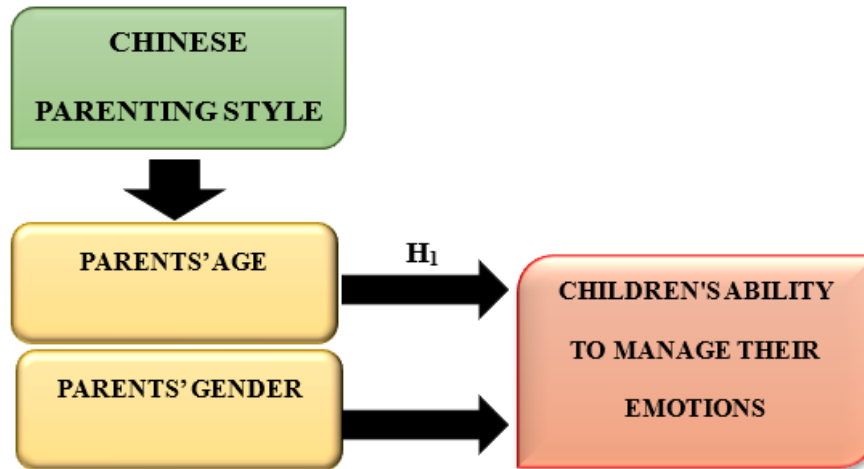 CHINESE
PARENTING STYLE
PARENTS' AGE
H₁
CHILDREN'S ABILITY
TO MANAGE THEIR
EMOTIONS
PARENTS' GENDER